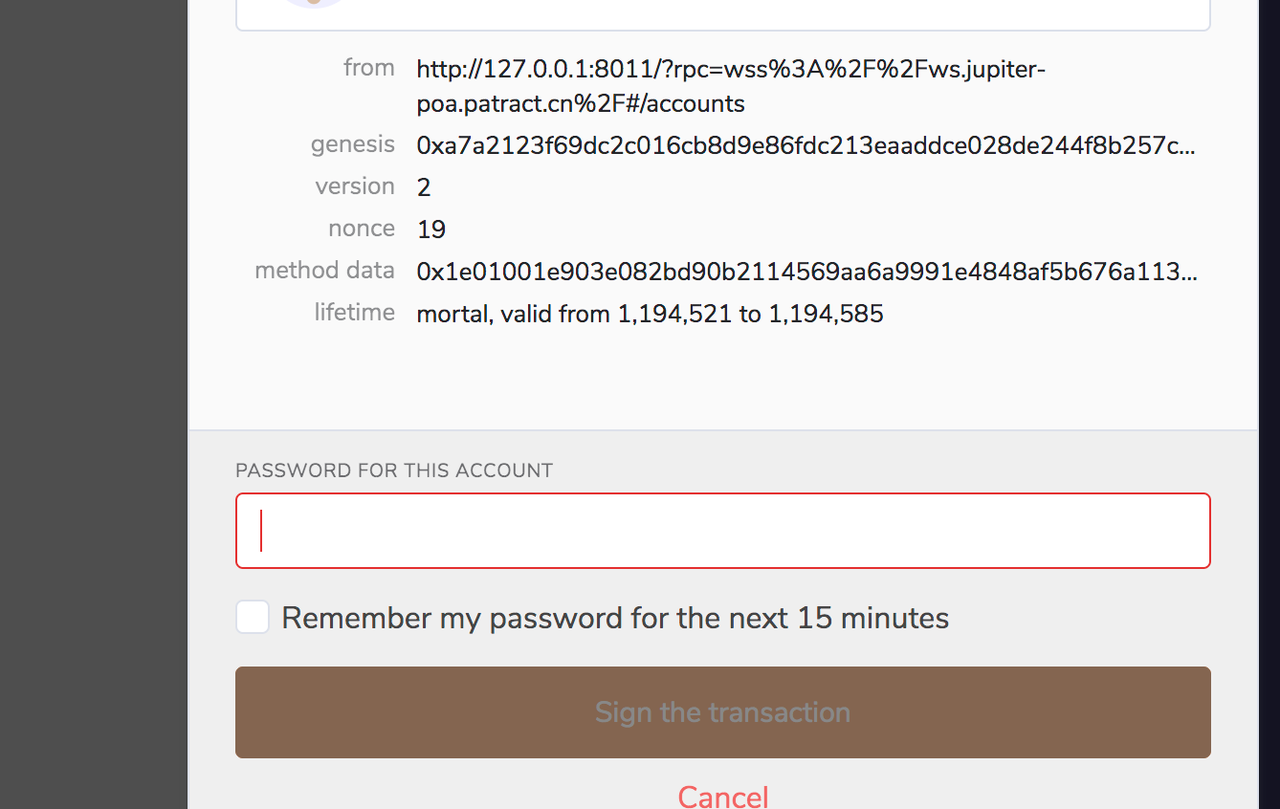 from http://127.0.0.1:8011/?rpc=wss%3A%2F%2Fws.jupiter-
poa.patract.cn%2F#/accounts
genesis 0xa7a2123f69dc2c016cb8d9e86fdc213eaaddce028de244f8b257c...
version 2
nonce 19
method data 0x1e01001e903e082bd90b2114569aa6a9991e4848af5b676a113...
lifetime mortal, valid from 1,194,521 to 1,194,585
PASSWORD FOR THIS ACCOUNT
Remember my password for the next 15 minutes
Sign the transaction
Cancel